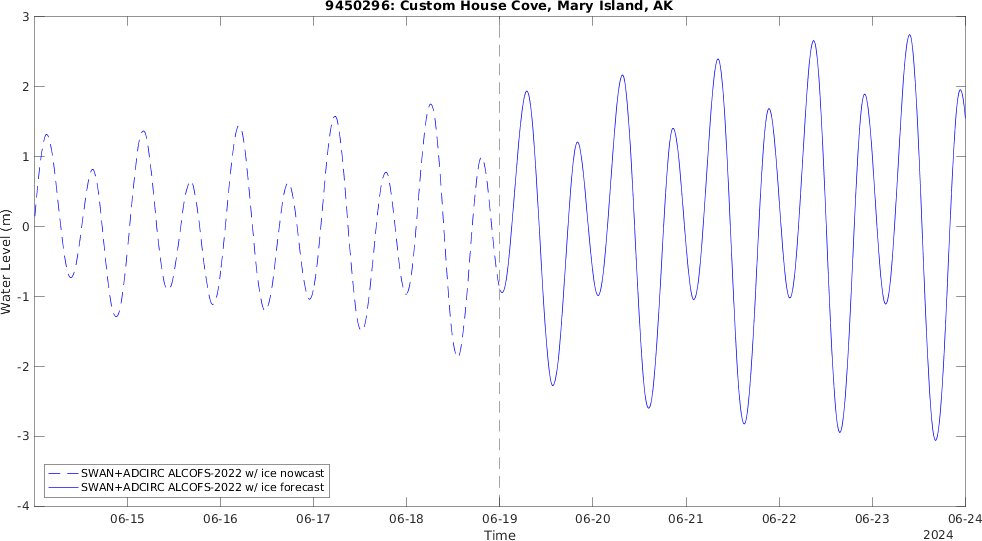 9450296: Custom House Cove, Mary Island, AK
Water Level (m)
3
2
1
0
-1
-2
-3
-4
SWAN+ADCIRC ALCOFS-2022 w/ ice nowcast
SWAN+ADCIRC ALCOFS-2022 w/ ice forecast
06-15 06-16 06-17 06-18 06-19 06-20 06-21 06-22 06-23 06-24
Time
2024